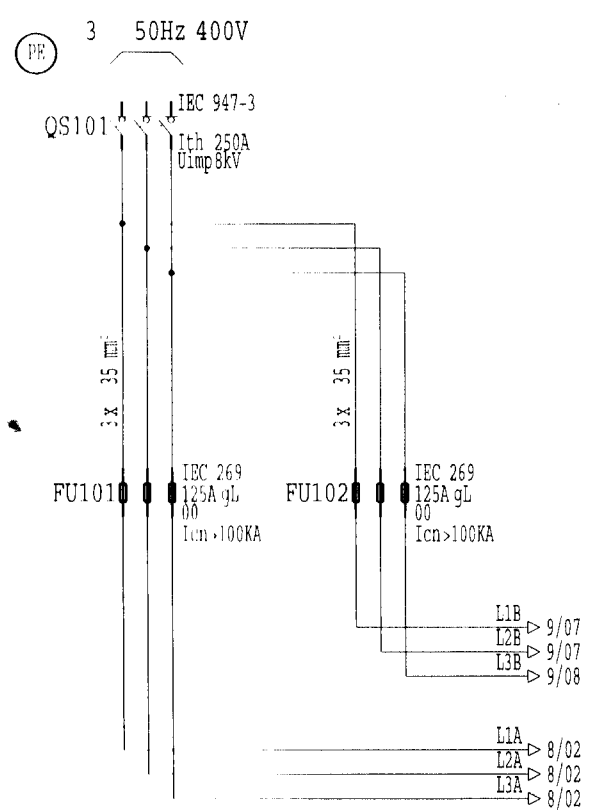 PE
3 50Hz 400V
QS101
IEC 947-3
Ith 250A
Uimp8kV
3 X 35 mm²
3 X 35 mm²
FU101
IEC 269
125A gL
00
Icn>100KA
FU102
IEC 269
125A gL
00
Icn>100KA
L1B 9/07
L2B 9/07
L3B 9/08
L1A 8/02
L2A 8/02
L3A 8/02